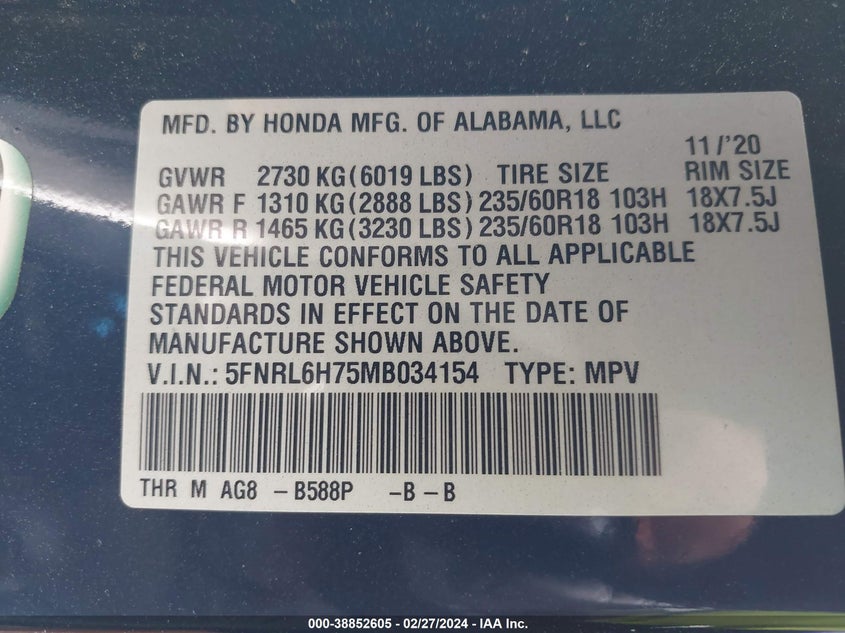 MFD. BY HONDA MFG. OF ALABAMA, LLC
11/'20
GVWR 2730 KG (6019 LBS) TIRE SIZE RIM SIZE
GAWR F 1310 KG (2888 LBS) 235/60R18 103H 18X7.5J
GAWR R 1465 KG (3230 LBS) 235/60R18 103H 18X7.5J
THIS VEHICLE CONFORMS TO ALL APPLICABLE
FEDERAL MOTOR VEHICLE SAFETY
STANDARDS IN EFFECT ON THE DATE OF
MANUFACTURE SHOWN ABOVE.
V.I.N.: 5FNRL6H75MB034154 TYPE: MPV
THR M AG8 - B588P - B - B
000-38852605 - 02/27/2024 - IAA Inc.